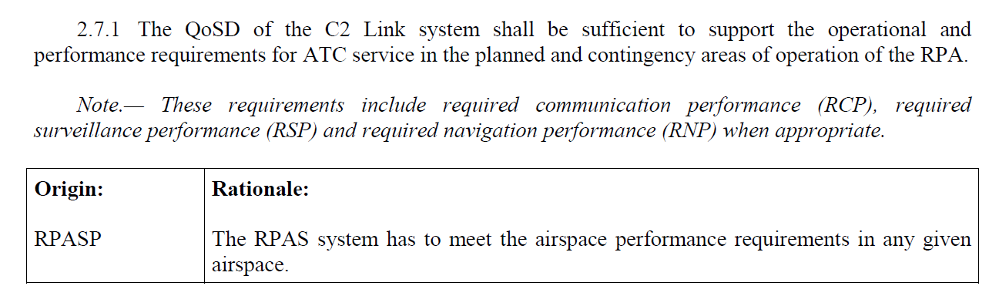 2.7.1 The QoSD of the C2 Link system shall be sufficient to support the operational and
performance requirements for ATC service in the planned and contingency areas of operation of the RPA.
Note.— These requirements include required communication performance (RCP), required
surveillance performance (RSP) and required navigation performance (RNP) when appropriate.
Origin:
RPASP
Rationale:
The RPAS system has to meet the airspace performance requirements in any given
airspace.